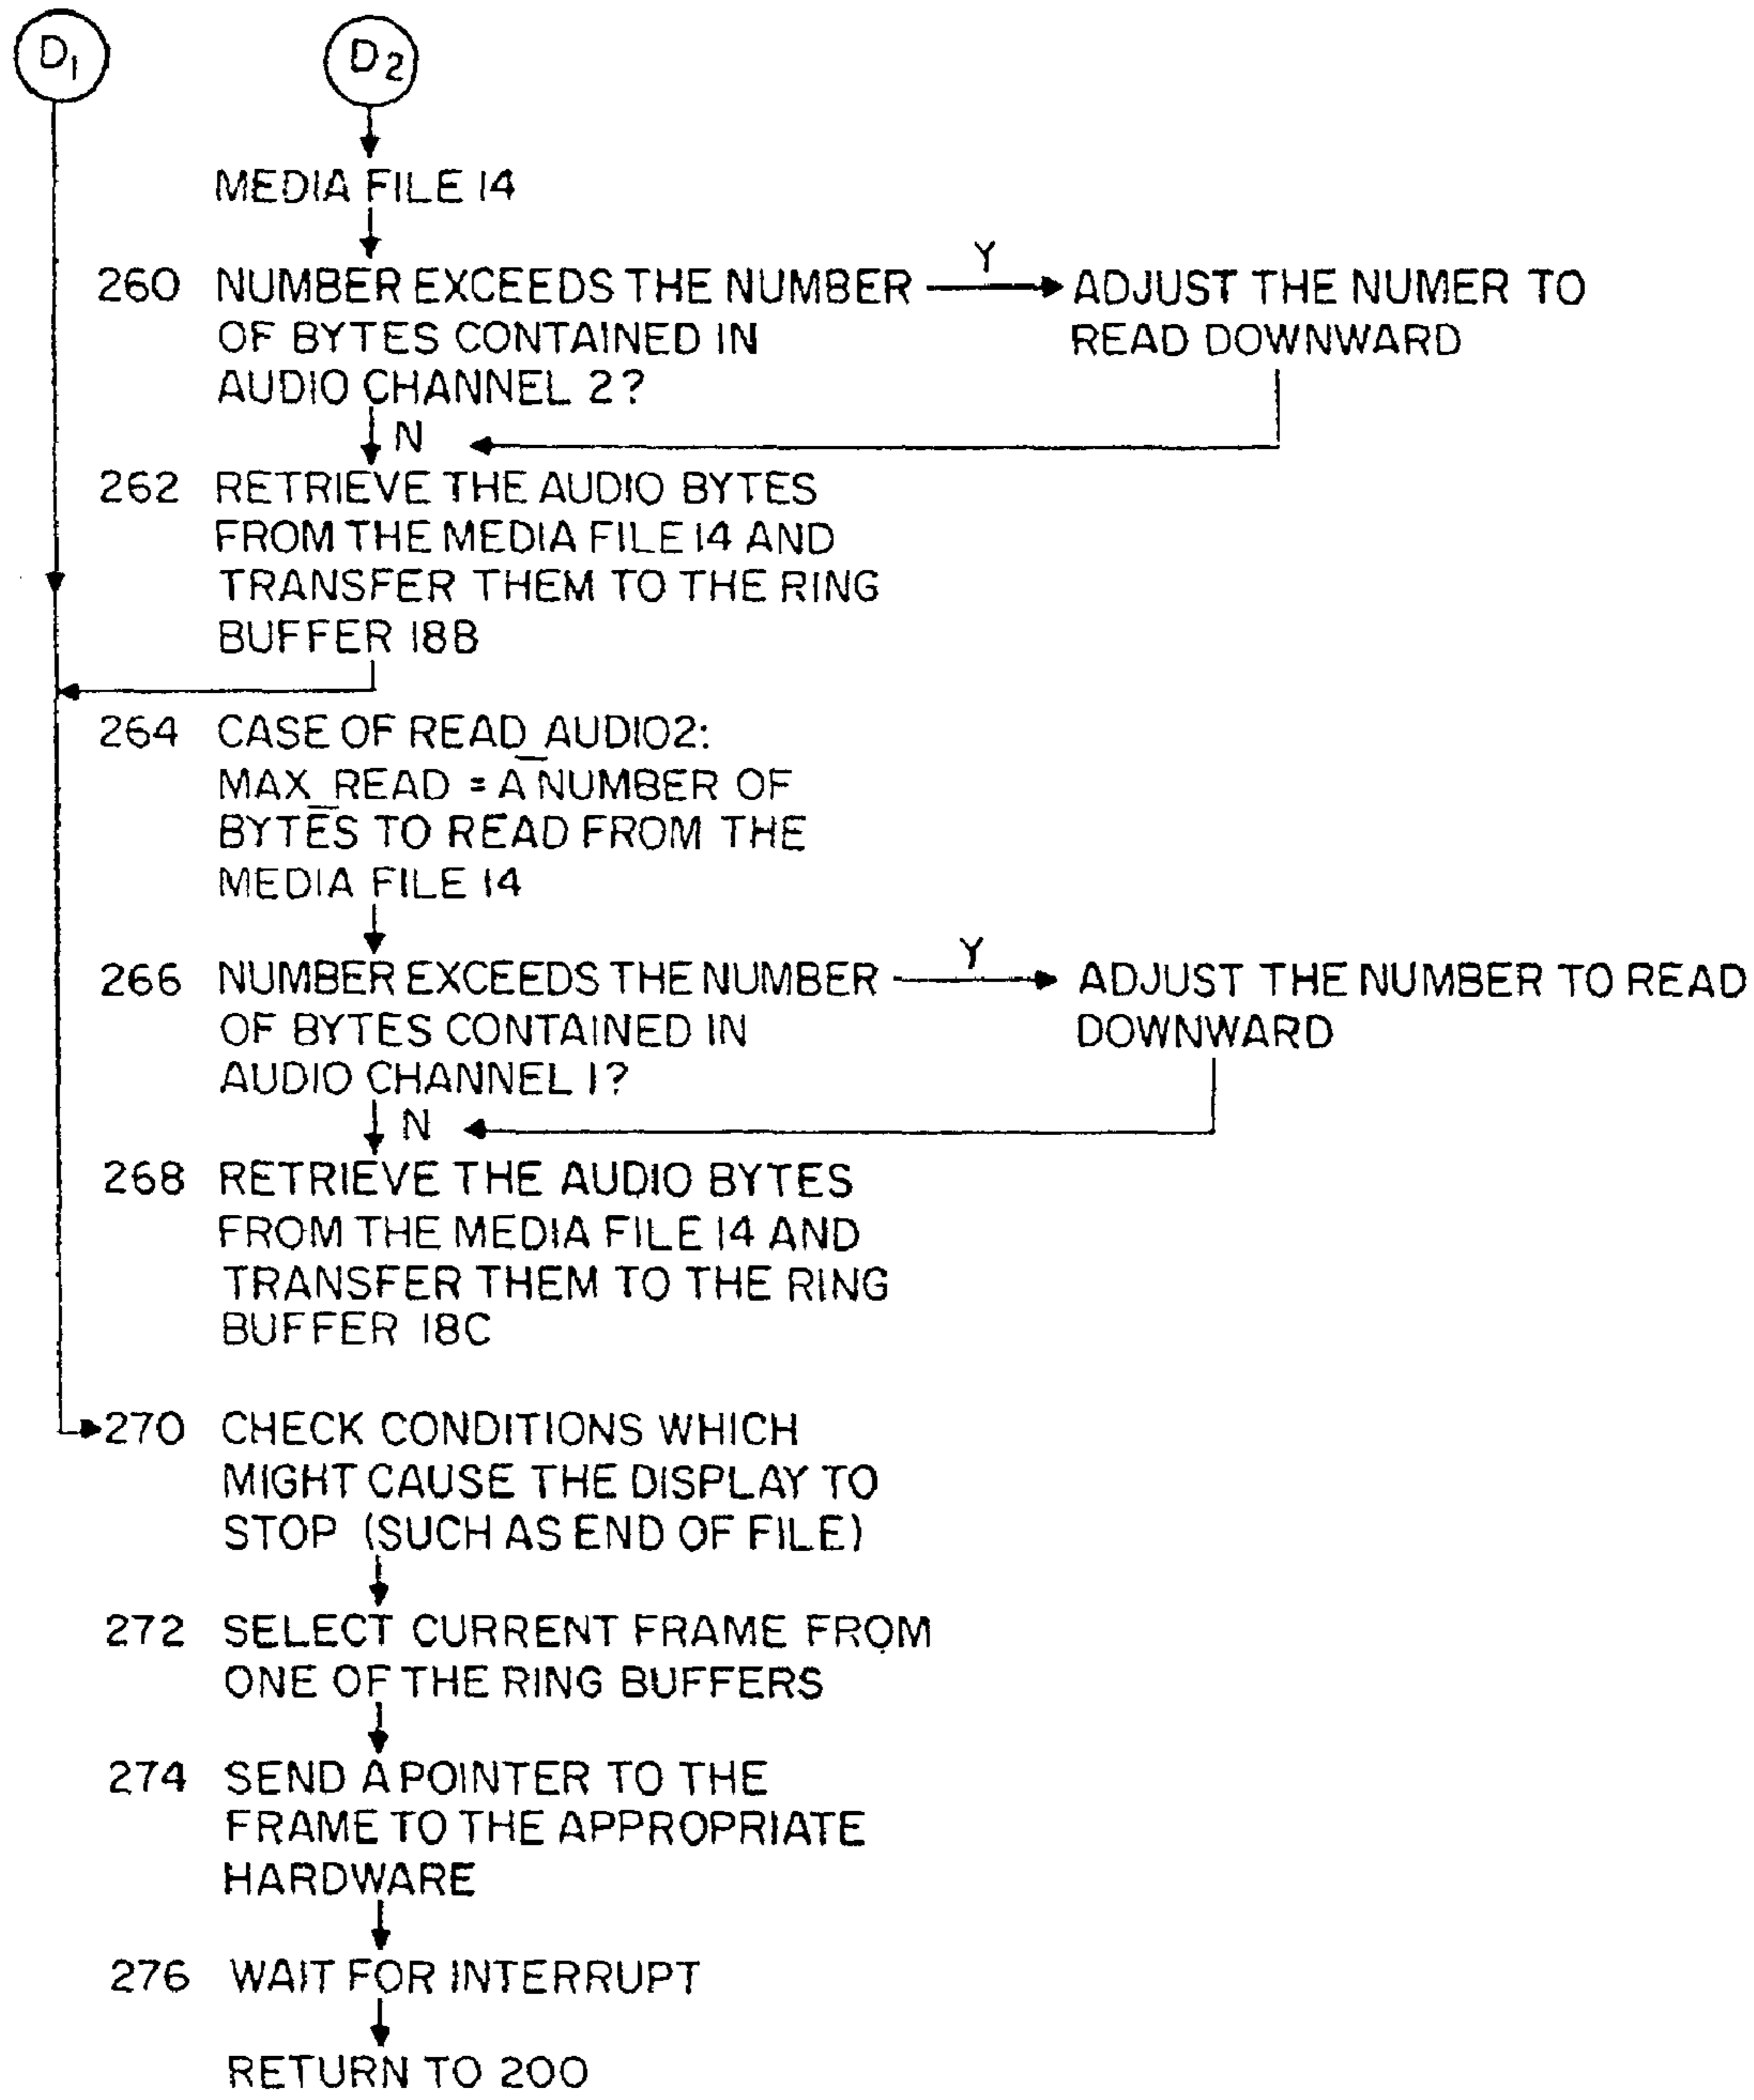 D1
D2
MEDIA FILE 14
260 NUMBER EXCEEDS THE NUMBER
OF BYTES CONTAINED IN
AUDIO CHANNEL 2?
Y
ADJUST THE NUMER TO
READ DOWNWARD
N
262 RETRIEVE THE AUDIO BYTES
FROM THE MEDIA FILE 14 AND
TRANSFER THEM TO THE RING
BUFFER 18B
264 CASE OF READ_AUDIO2:
MAX_READ = A NUMBER OF
BYTES TO READ FROM THE
MEDIA FILE 14
266 NUMBER EXCEEDS THE NUMBER
OF BYTES CONTAINED IN
AUDIO CHANNEL 1?
Y
ADJUST THE NUMBER TO READ
DOWNWARD
N
268 RETRIEVE THE AUDIO BYTES
FROM THE MEDIA FILE 14 AND
TRANSFER THEM TO THE RING
BUFFER 18C
270 CHECK CONDITIONS WHICH
MIGHT CAUSE THE DISPLAY TO
STOP (SUCH AS END OF FILE)
272 SELECT CURRENT FRAME FROM
ONE OF THE RING BUFFERS
274 SEND A POINTER TO THE
FRAME TO THE APPROPRIATE
HARDWARE
276 WAIT FOR INTERRUPT
RETURN TO 200